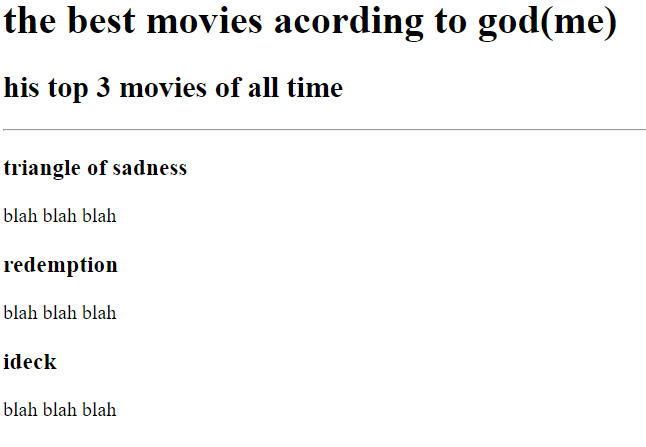 the best movies acording to god(me)
his top 3 movies of all time
triangle of sadness
blah blah blah
redemption
blah blah blah
ideck
blah blah blah